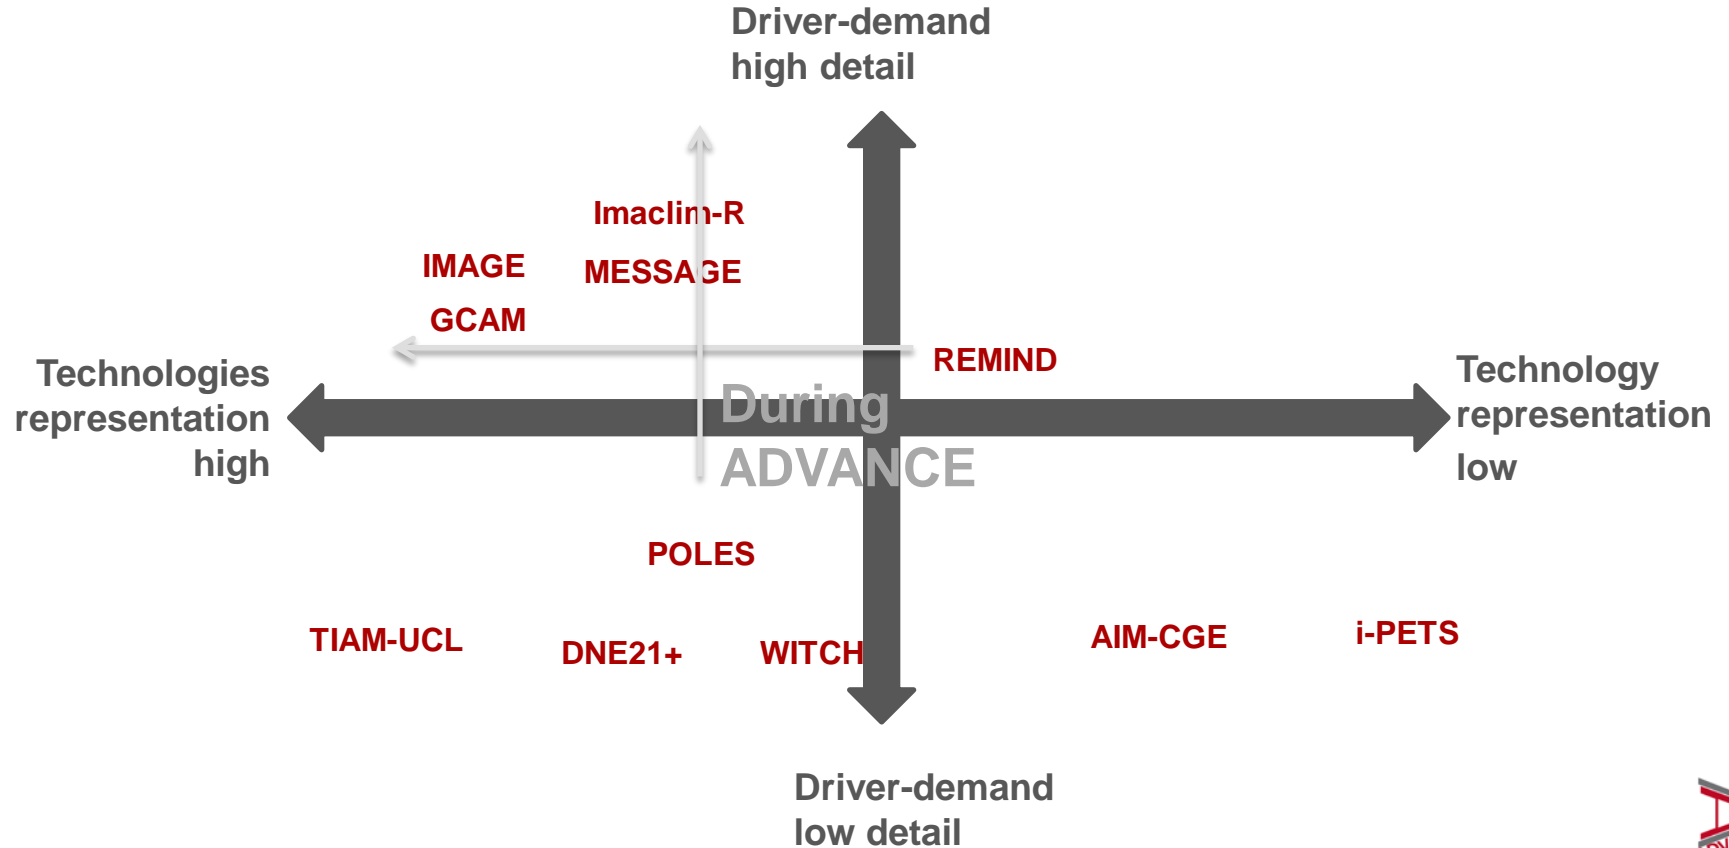 Driver-demand
high detail
Imaclim-R
IMAGE
MESSAGE
GCAM
REMIND
Technologies
representation
high
Technology
representation
low
During
ADVANCE
POLES
TIAM-UCL
DNE21+
WITCH
AIM-CGE
i-PETS
Driver-demand
low detail